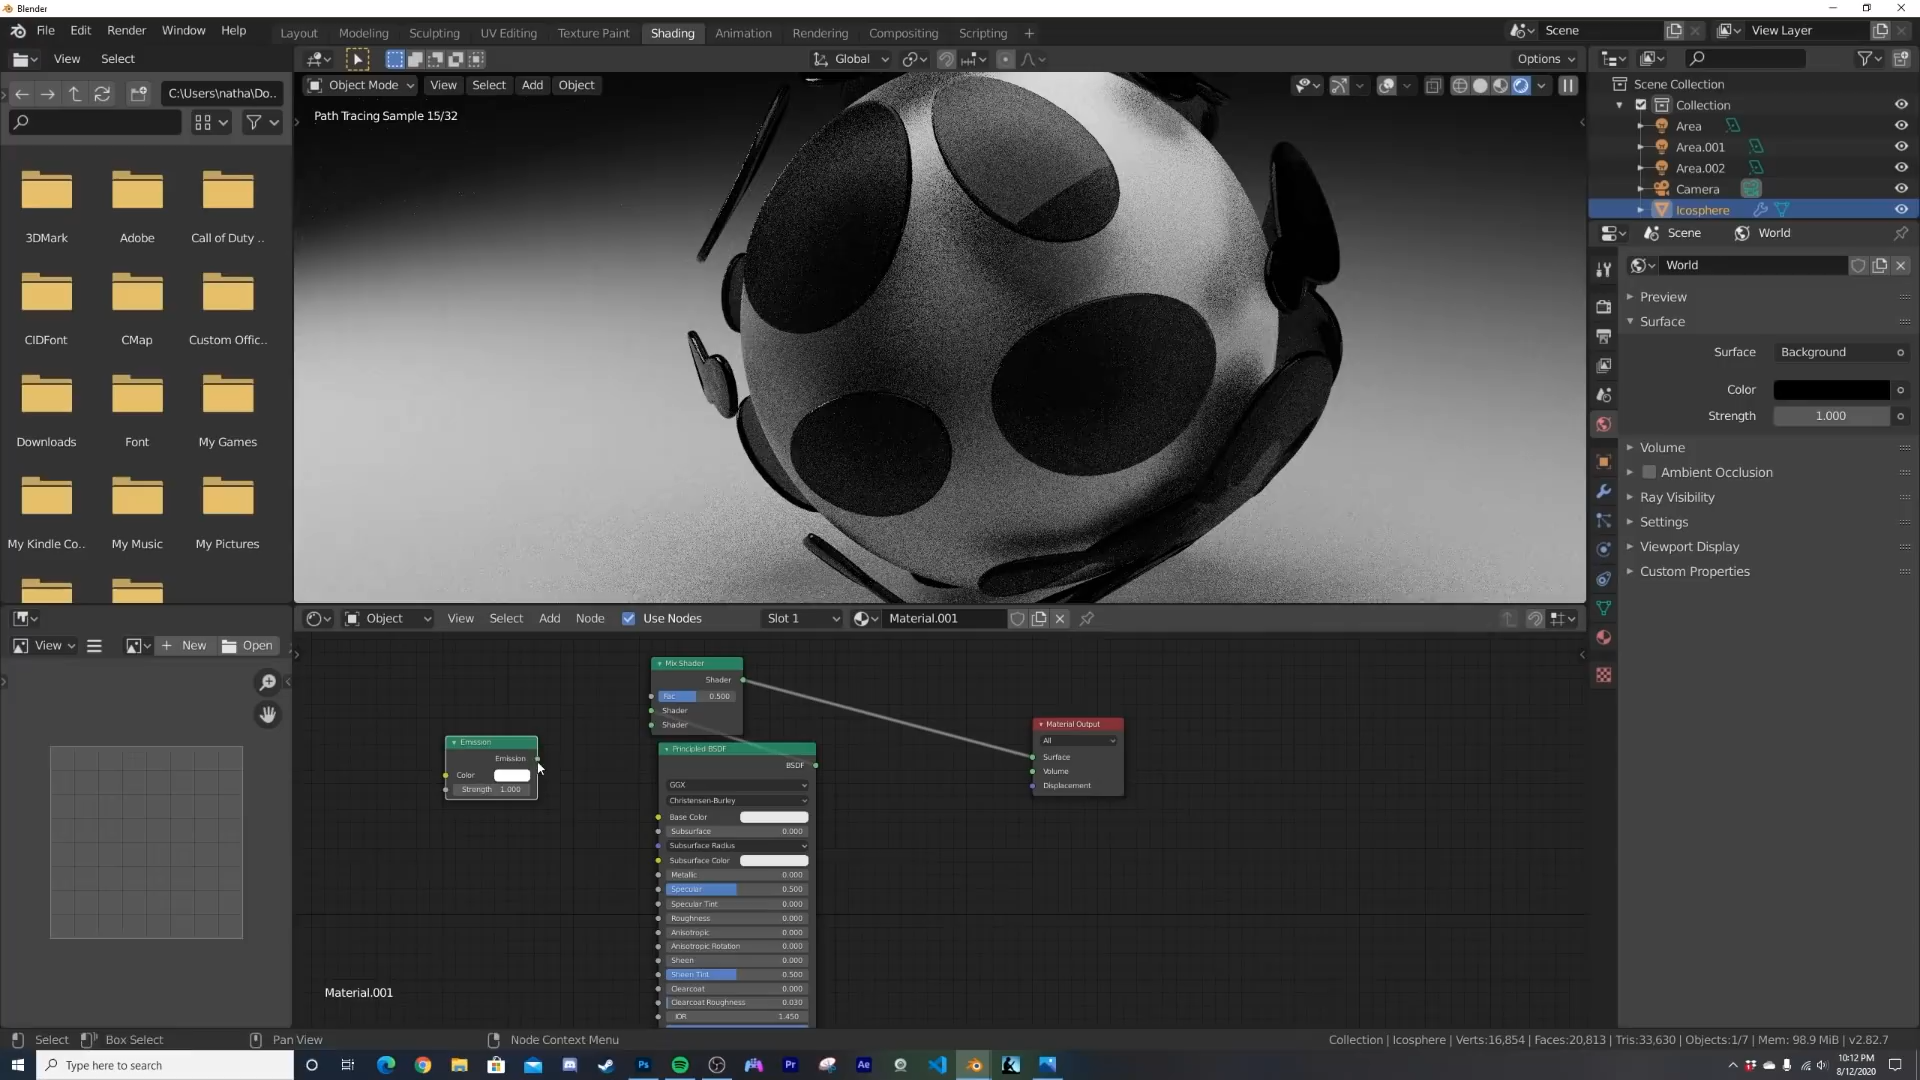 Blender
File Edit Render Window Help
Layout Modeling Sculpting UV Editing Texture Paint Shading Animation Rendering Compositing Scripting +
Scene
View Layer
View Select
Global
Options
C:\Users\natha\Do..
Object Mode View Select Add Object
Path Tracing Sample 15/32
3DMark Adobe Call of Duty ..
CIDFont CMap Custom Offic..
Downloads Font My Games
My Kindle Co.. My Music My Pictures
Scene Collection
Collection
Area
Area.001
Area.002
Camera
Icosphere
Scene World
World
Preview
Surface
Surface Background
Color
Strength 1.000
Volume
Ambient Occlusion
Ray Visibility
Settings
Viewport Display
Custom Properties
Object View Select Add Node Use Nodes Slot 1 Material.001
View New Open
Mix Shader
Shader
Fac 0.500
Shader
Shader
Emission
Emission
Color
Strength 1.000
Principled BSDF
BSDF
GGX
Christensen-Burley
Base Color
Subsurface 0.000
Subsurface Radius
Subsurface Color
Metallic 0.000
Specular 0.500
Specular Tint 0.000
Roughness 0.000
Anisotropic 0.000
Anisotropic Rotation 0.000
Sheen 0.000
Sheen Tint 0.500
Clearcoat 0.000
Clearcoat Roughness 0.030
IOR 1.450
Material Output
All
Surface
Volume
Displacement
Material.001
Select Box Select Pan View Node Context Menu
Collection | Icosphere | Verts:16,854 | Faces:20,813 | Tris:33,630 | Objects:1/7 | Mem: 98.9 MiB | v2.82.7
Type here to search
Ps
Pr
Ae
10:12 PM
8/12/2020